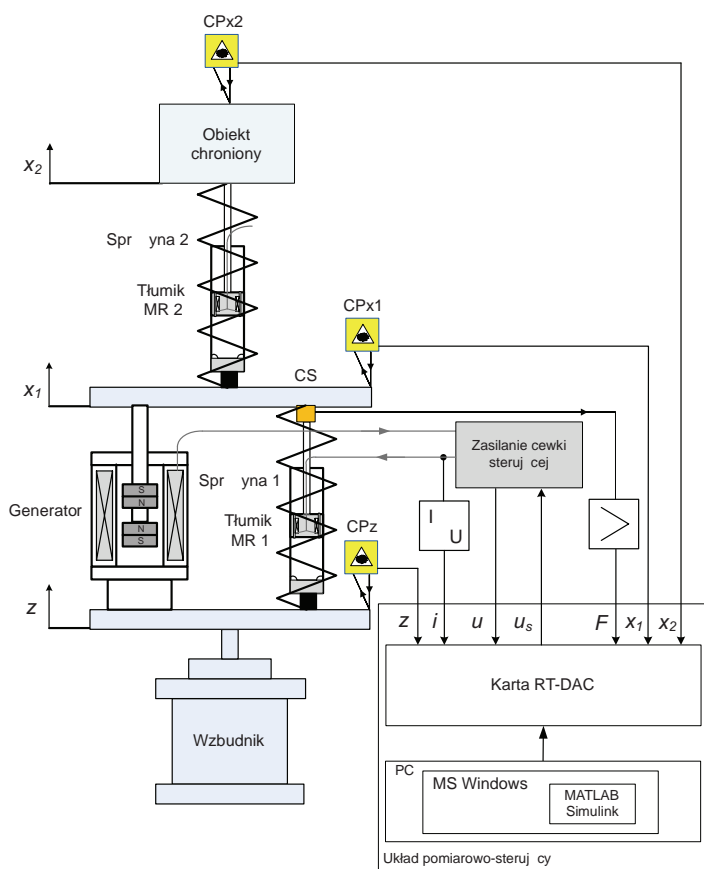 CPx2
Obiekt
chroniony
x2
Spr yna 2
Tłumik
MR 2
CPx1
x1
CS
Zasilanie cewki
steruj cej
Spr yna 1
S
N
Generator
I
U
N
S
Tłumik
MR 1
CPz
z
z i u us F x1 x2
Karta RT-DAC
Wzbudnik
PC
MS Windows
MATLAB
Simulink
Układ pomiarowo-steruj cy